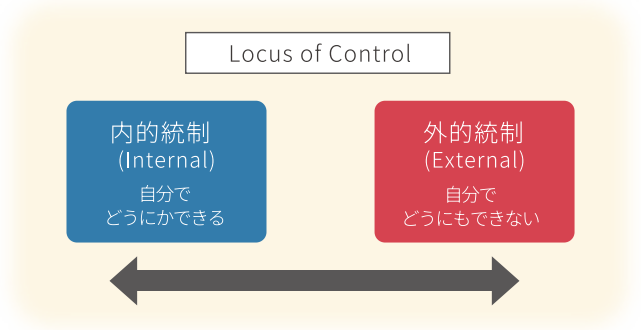 Locus of Control
内的統制
(Internal)
自分で
どうにかできる
外的統制
(External)
自分で
どうにもできない